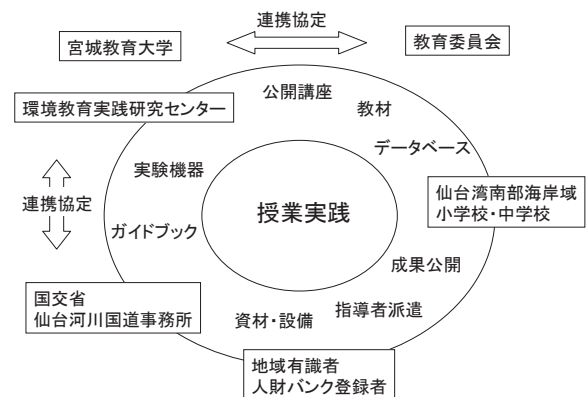 連携協定
宮城教育大学
教育委員会
公開講座
環境教育実践研究センター
教材
データベース
実験機器
連携協定
授業実践
仙台湾南部海岸域
小学校・中学校
ガイドブック
成果公開
国交省
仙台河川国道事務所
指導者派遣
資材・設備
地域有識者
人財バンク登録者